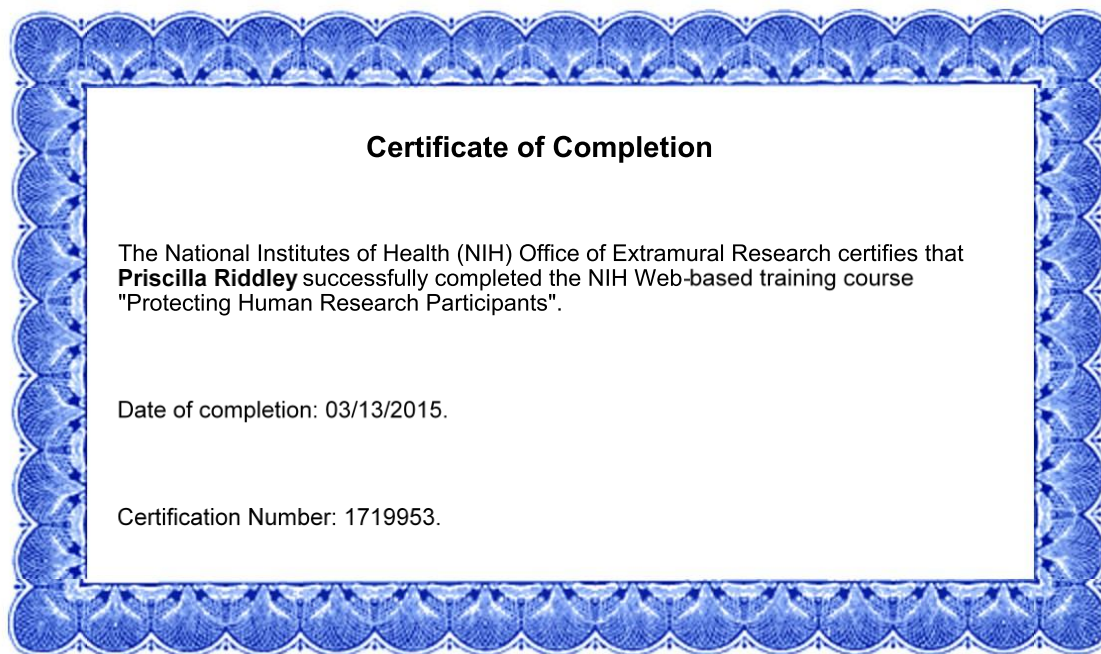 Certificate of Completion
The National Institutes of Health (NIH) Office of Extramural Research certifies that
Priscilla Riddley successfully completed the NIH Web-based training course
"Protecting Human Research Participants".
Date of completion: 03/13/2015.
Certification Number: 1719953.